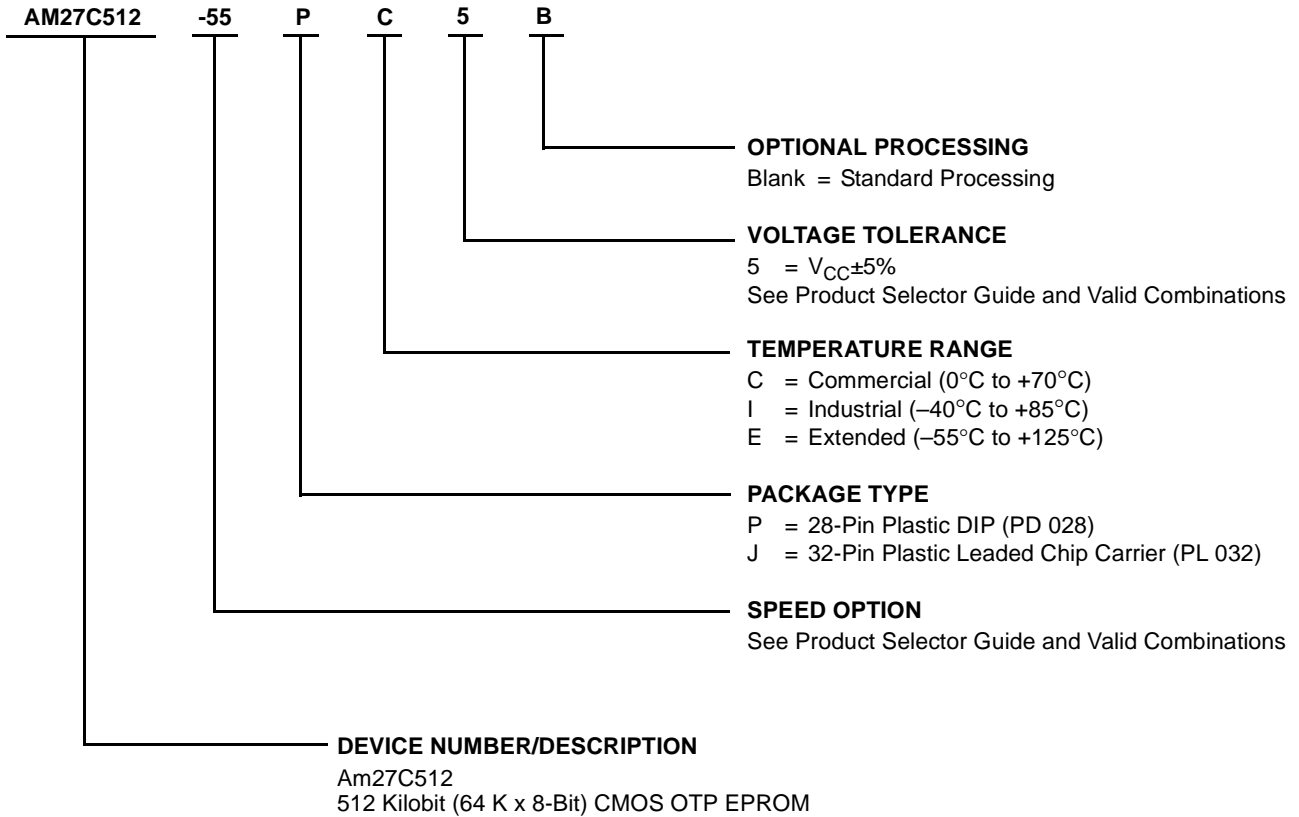 AM27C512 -55 P C 5 B
OPTIONAL PROCESSING
Blank = Standard Processing
VOLTAGE TOLERANCE
5 = VCC±5%
See Product Selector Guide and Valid Combinations
TEMPERATURE RANGE
C = Commercial (0°C to +70°C)
I = Industrial (–40°C to +85°C)
E = Extended (–55°C to +125°C)
PACKAGE TYPE
P = 28-Pin Plastic DIP (PD 028)
J = 32-Pin Plastic Leaded Chip Carrier (PL 032)
SPEED OPTION
See Product Selector Guide and Valid Combinations
DEVICE NUMBER/DESCRIPTION
Am27C512
512 Kilobit (64 K x 8-Bit) CMOS OTP EPROM